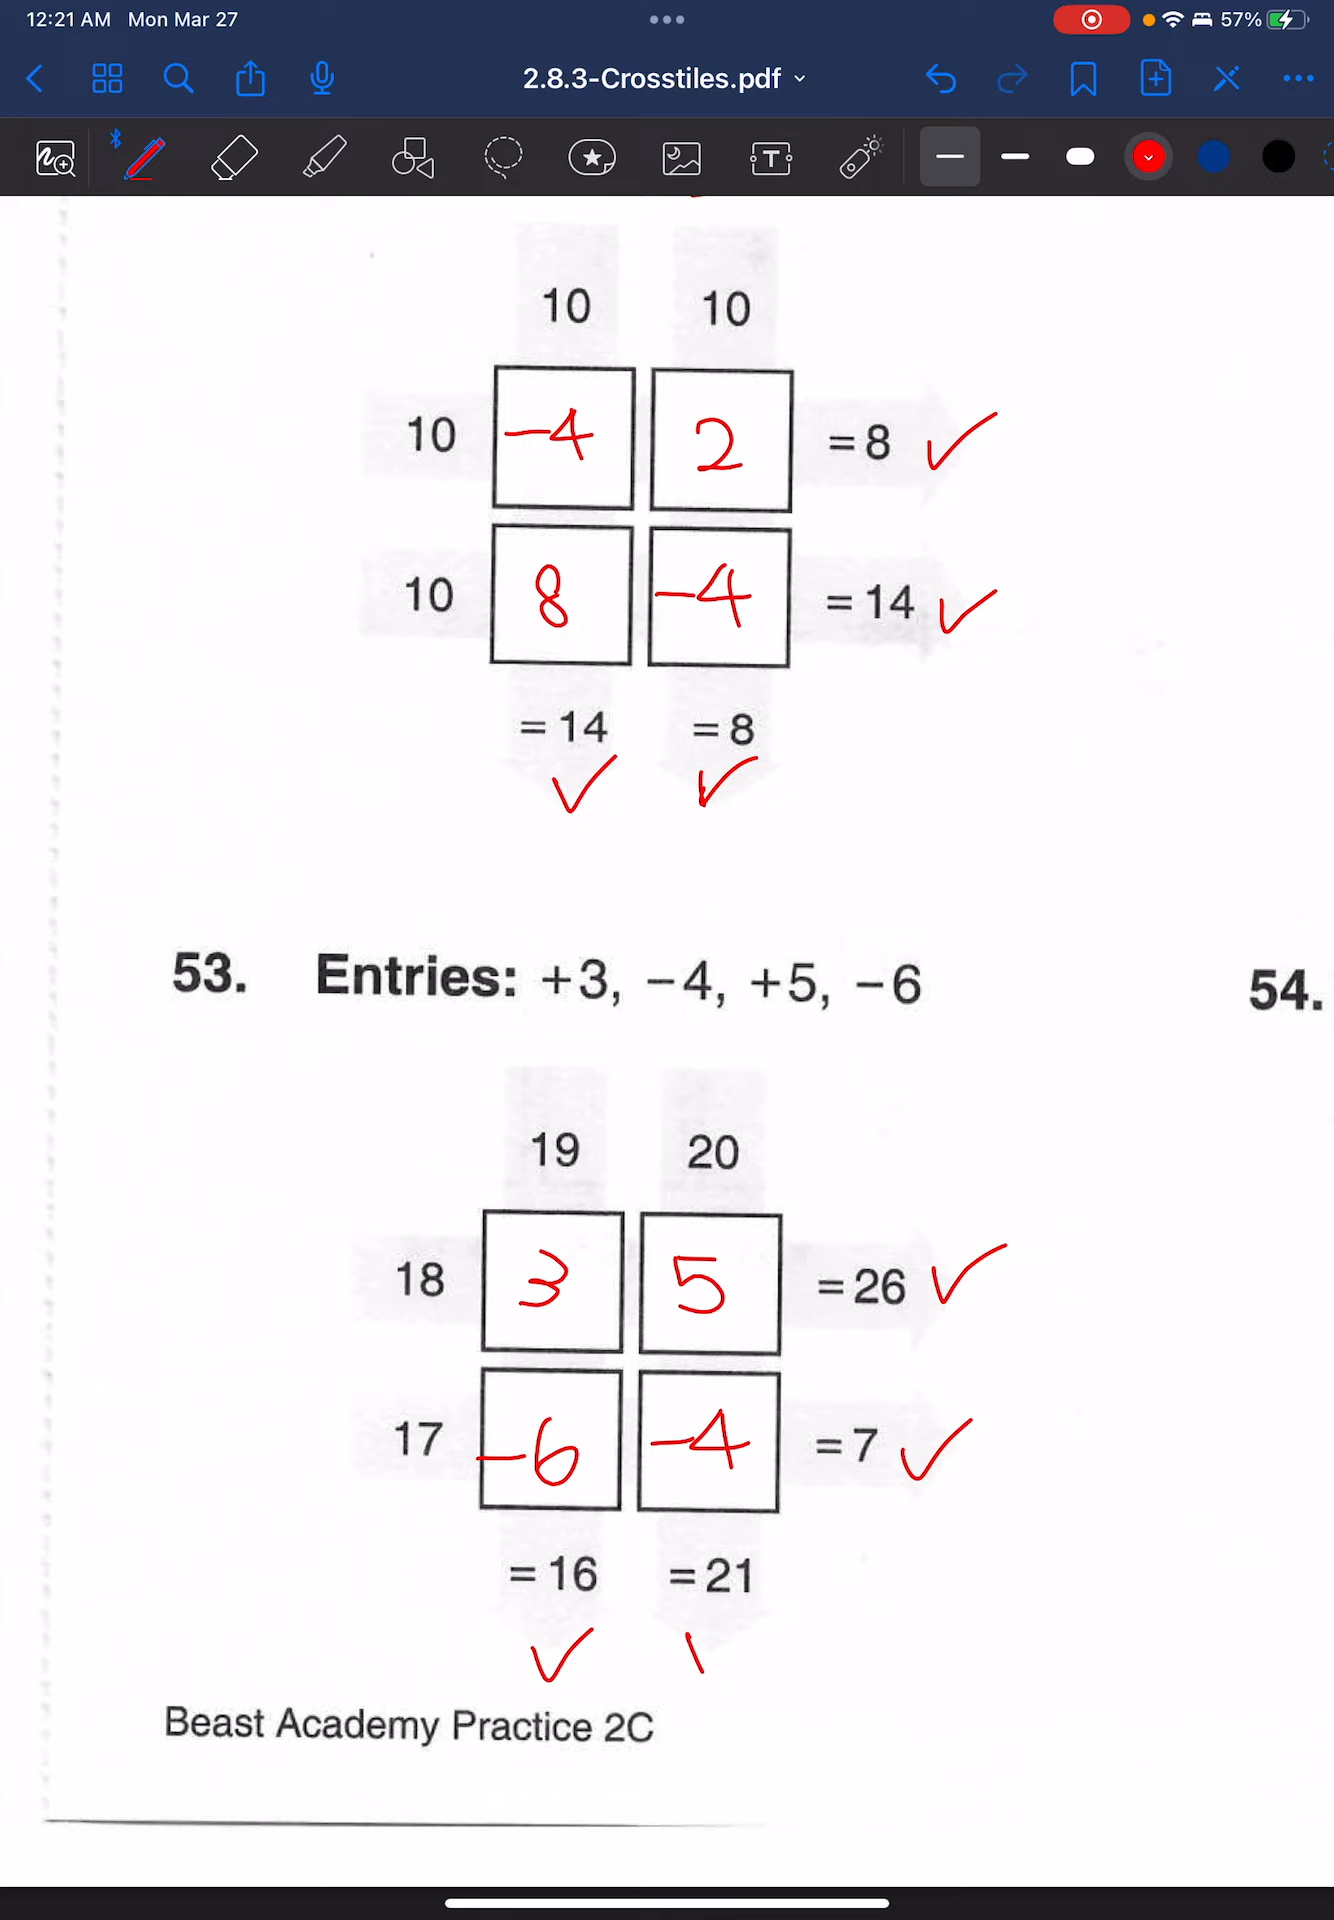 12:21 AM Mon Mar 27
57%
2.8.3-Crosstiles.pdf
T
10 10
10 -4 2 = 8 ✓
10 8 -4 = 14 ✓
= 14 = 8
✓ ✓
53. Entries: +3, -4, +5, -6
54.
19 20
18 3 5 = 26 ✓
17 -6 -4 = 7 ✓
= 16 = 21
✓
Beast Academy Practice 2C